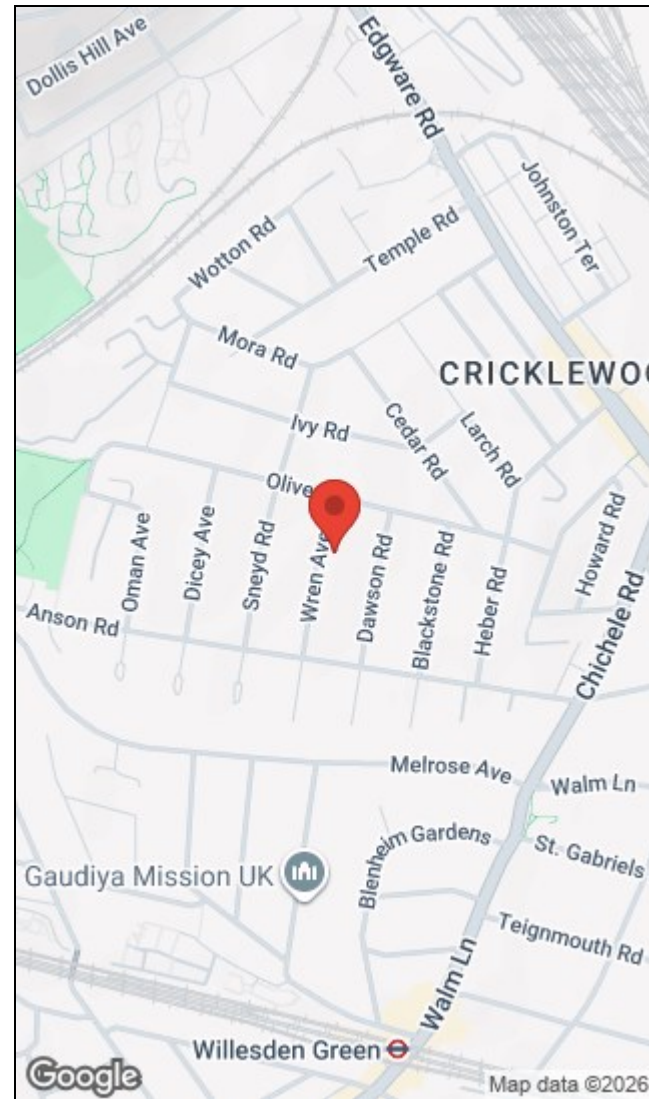 Dollis Hill Ave
Edgware Rd
Johnston Ter
Wotton Rd
Temple Rd
Mora Rd
CRICKLEWOO
Ivy Rd
Cedar Rd
Larch Rd
Olive
Oman Ave
Dicey Ave
Sneyd Rd
Wren Ave
Dawson Rd
Blackstone Rd
Heber Rd
Howard Rd
Anson Rd
Chichele Rd
Melrose Ave
Walm Ln
Blenheim Gardens
St. Gabriels
Gaudiya Mission UK
Teignmouth Rd
Walm Ln
Willesden Green
Google
Map data ©2026